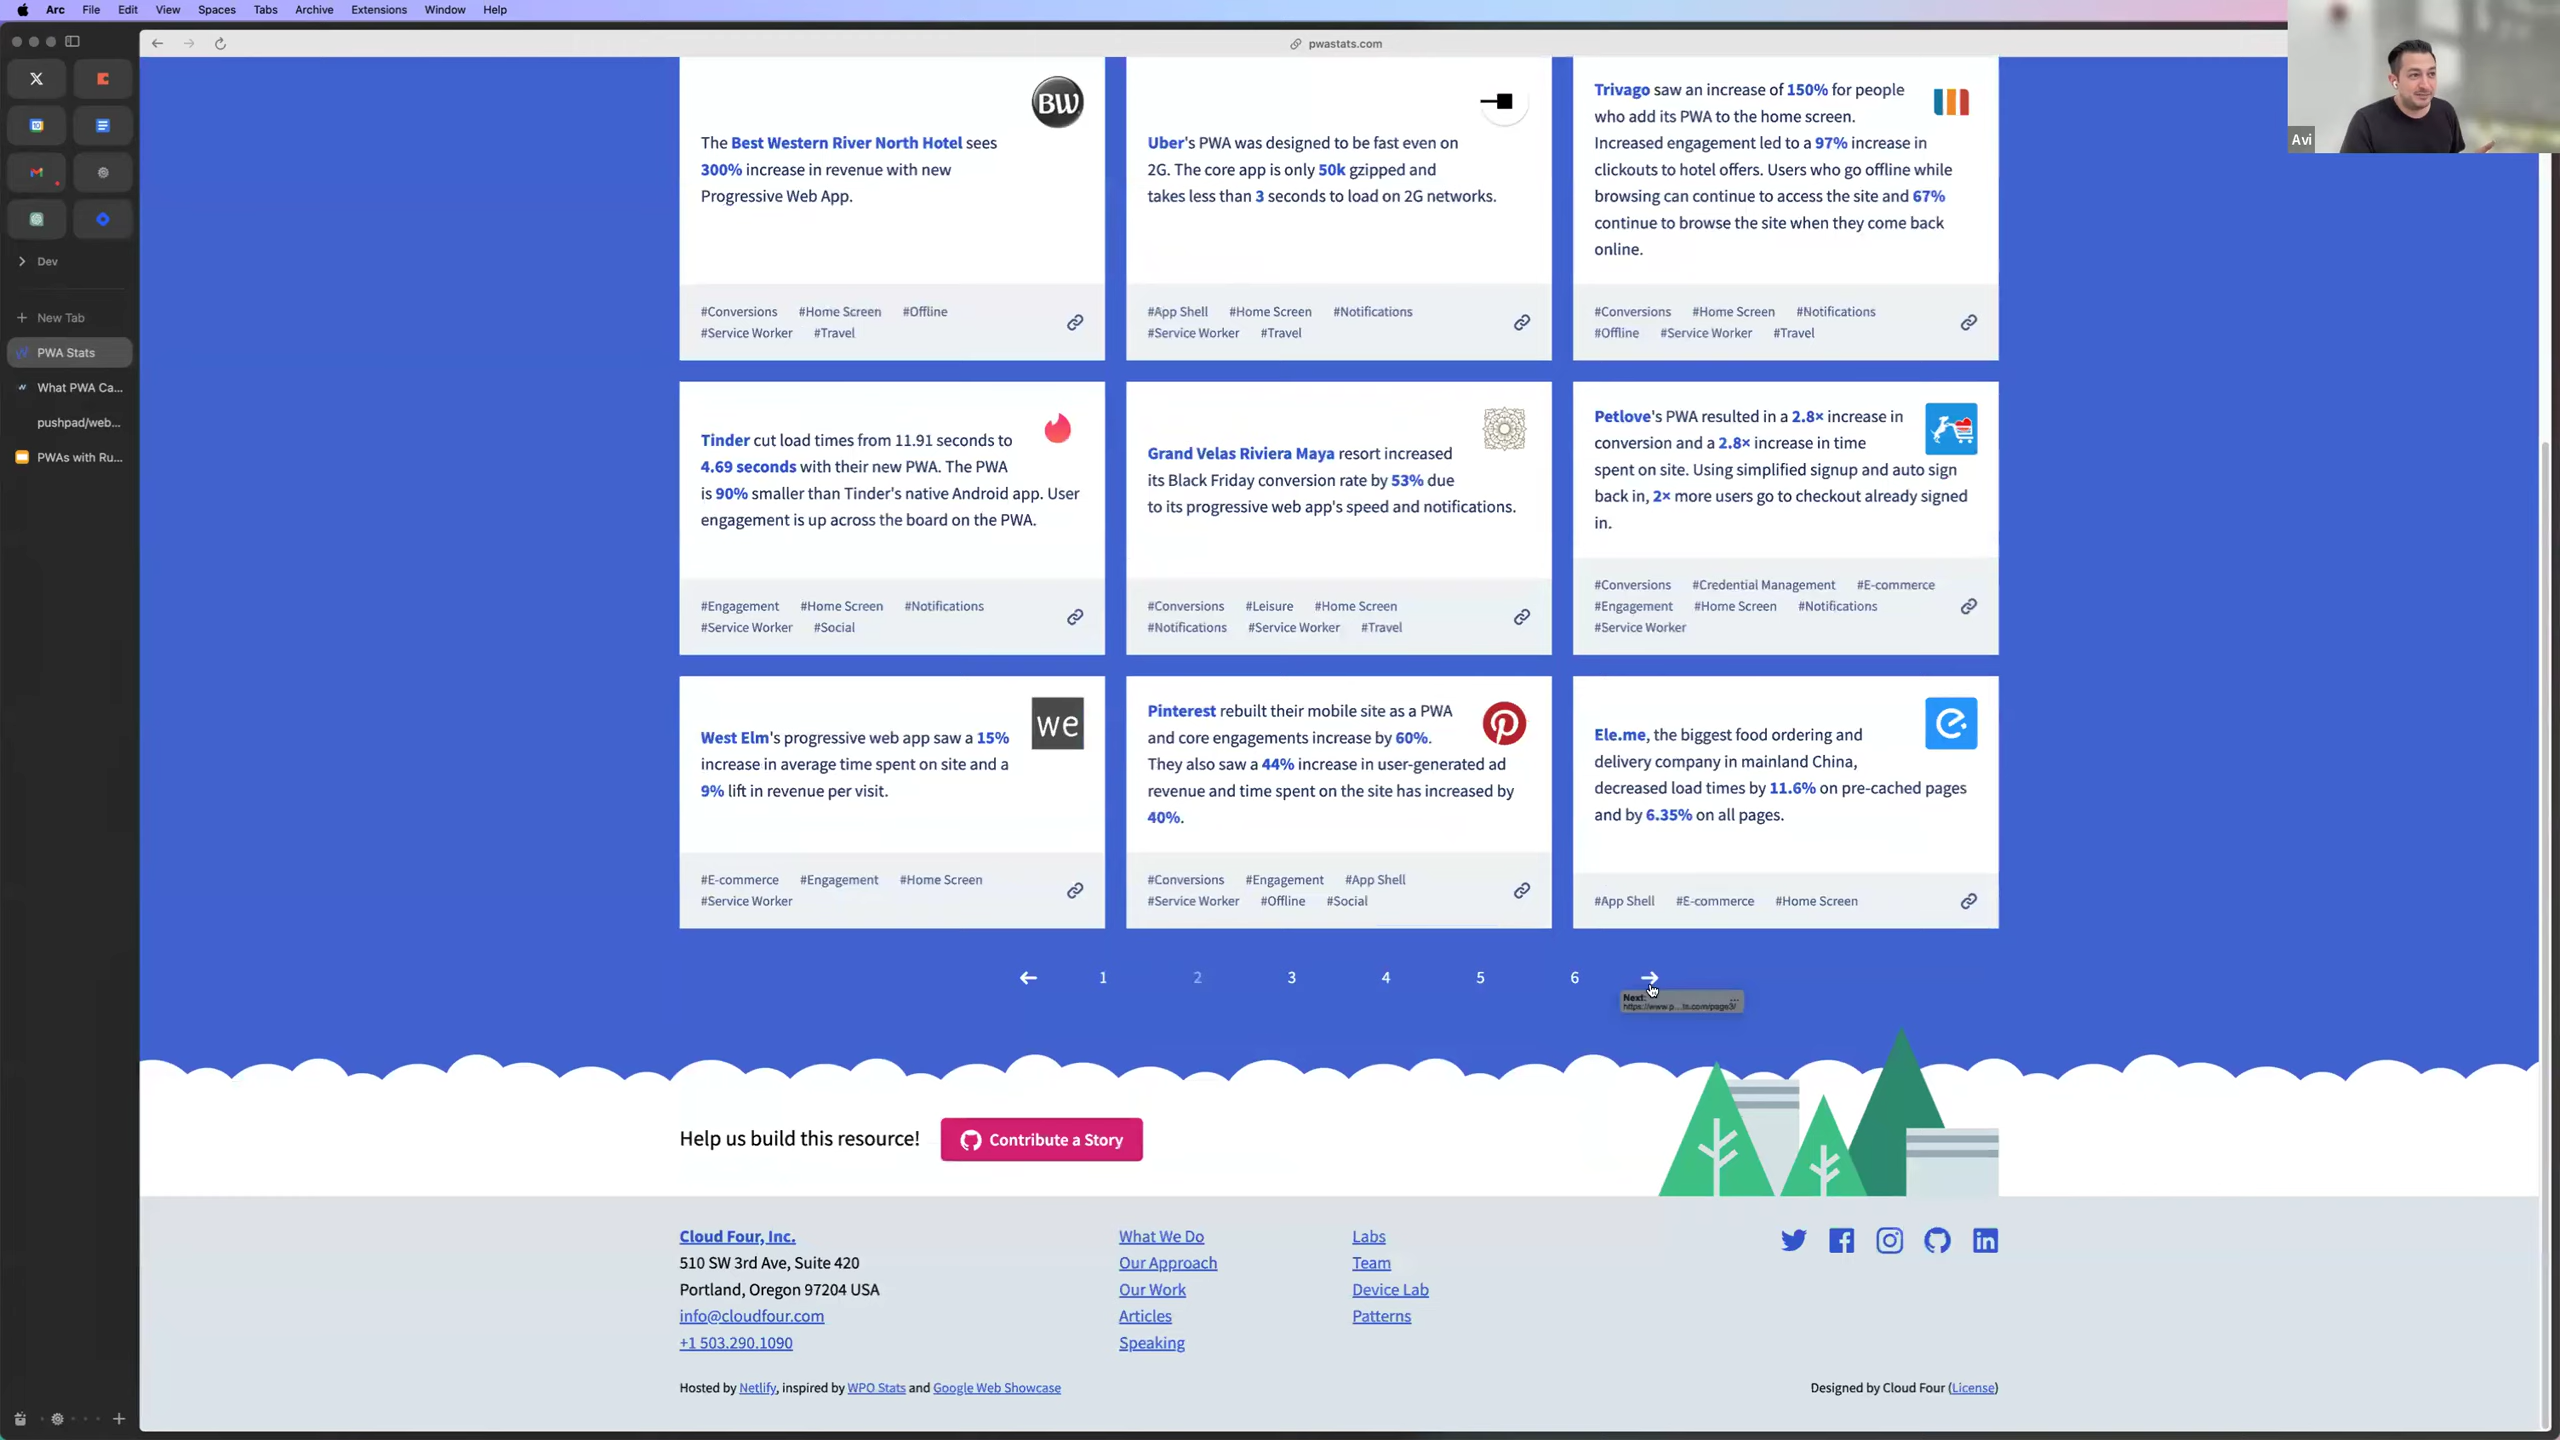 Arc File Edit View Spaces Tabs Archive Extensions Window Help
pwastats.com
Avi
Dev
New Tab
PWA Stats
What PWA Ca...
pushpad/web...
PWAs with Ru...
BW
The Best Western River North Hotel sees
300% increase in revenue with new
Progressive Web App.
#Conversions #Home Screen #Offline
#Service Worker #Travel
Uber's PWA was designed to be fast even on
2G. The core app is only 50k gzipped and
takes less than 3 seconds to load on 2G networks.
#App Shell #Home Screen #Notifications
#Service Worker #Travel
Trivago saw an increase of 150% for people
who add its PWA to the home screen.
Increased engagement led to a 97% increase in
clickouts to hotel offers. Users who go offline while
browsing can continue to access the site and 67%
continue to browse the site when they come back
online.
#Conversions #Home Screen #Notifications
#Offline #Service Worker #Travel
Tinder cut load times from 11.91 seconds to
4.69 seconds with their new PWA. The PWA
is 90% smaller than Tinder's native Android app. User
engagement is up across the board on the PWA.
#Engagement #Home Screen #Notifications
#Service Worker #Social
Grand Velas Riviera Maya resort increased
its Black Friday conversion rate by 53% due
to its progressive web app's speed and notifications.
#Conversions #Leisure #Home Screen
#Notifications #Service Worker #Travel
Petlove's PWA resulted in a 2.8× increase in
conversion and a 2.8× increase in time
spent on site. Using simplified signup and auto sign
back in, 2× more users go to checkout already signed
in.
#Conversions #Credential Management #E-commerce
#Engagement #Home Screen #Notifications
#Service Worker
we
West Elm's progressive web app saw a 15%
increase in average time spent on site and a
9% lift in revenue per visit.
#E-commerce #Engagement #Home Screen
#Service Worker
Pinterest rebuilt their mobile site as a PWA
and core engagements increase by 60%.
They also saw a 44% increase in user-generated ad
revenue and time spent on the site has increased by
40%.
#Conversions #Engagement #App Shell
#Service Worker #Offline #Social
Ele.me, the biggest food ordering and
delivery company in mainland China,
decreased load times by 11.6% on pre-cached pages
and by 6.35% on all pages.
#App Shell #E-commerce #Home Screen
1 2 3 4 5 6
Next: ...
https://www.p...ts.com/page3/
Help us build this resource! Contribute a Story
Cloud Four, Inc.
510 SW 3rd Ave, Suite 420
Portland, Oregon 97204 USA
info@cloudfour.com
+1 503.290.1090
What We Do
Our Approach
Our Work
Articles
Speaking
Labs
Team
Device Lab
Patterns
Hosted by Netlify, inspired by WPO Stats and Google Web Showcase
Designed by Cloud Four (License)